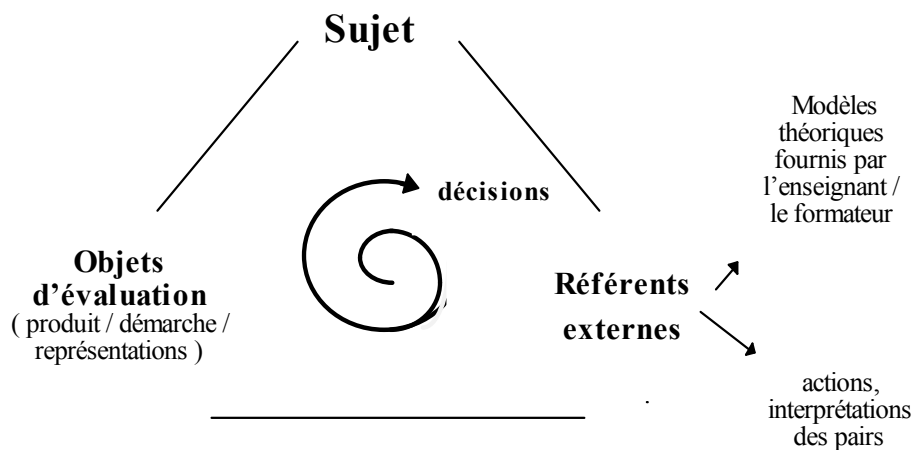 Sujet
Modèles
théoriques
fournis par
l'enseignant /
le formateur
décisions
Objets
d'évaluation
( produit / démarche /
représentations )
Référents
externes
actions,
interprétations
des pairs